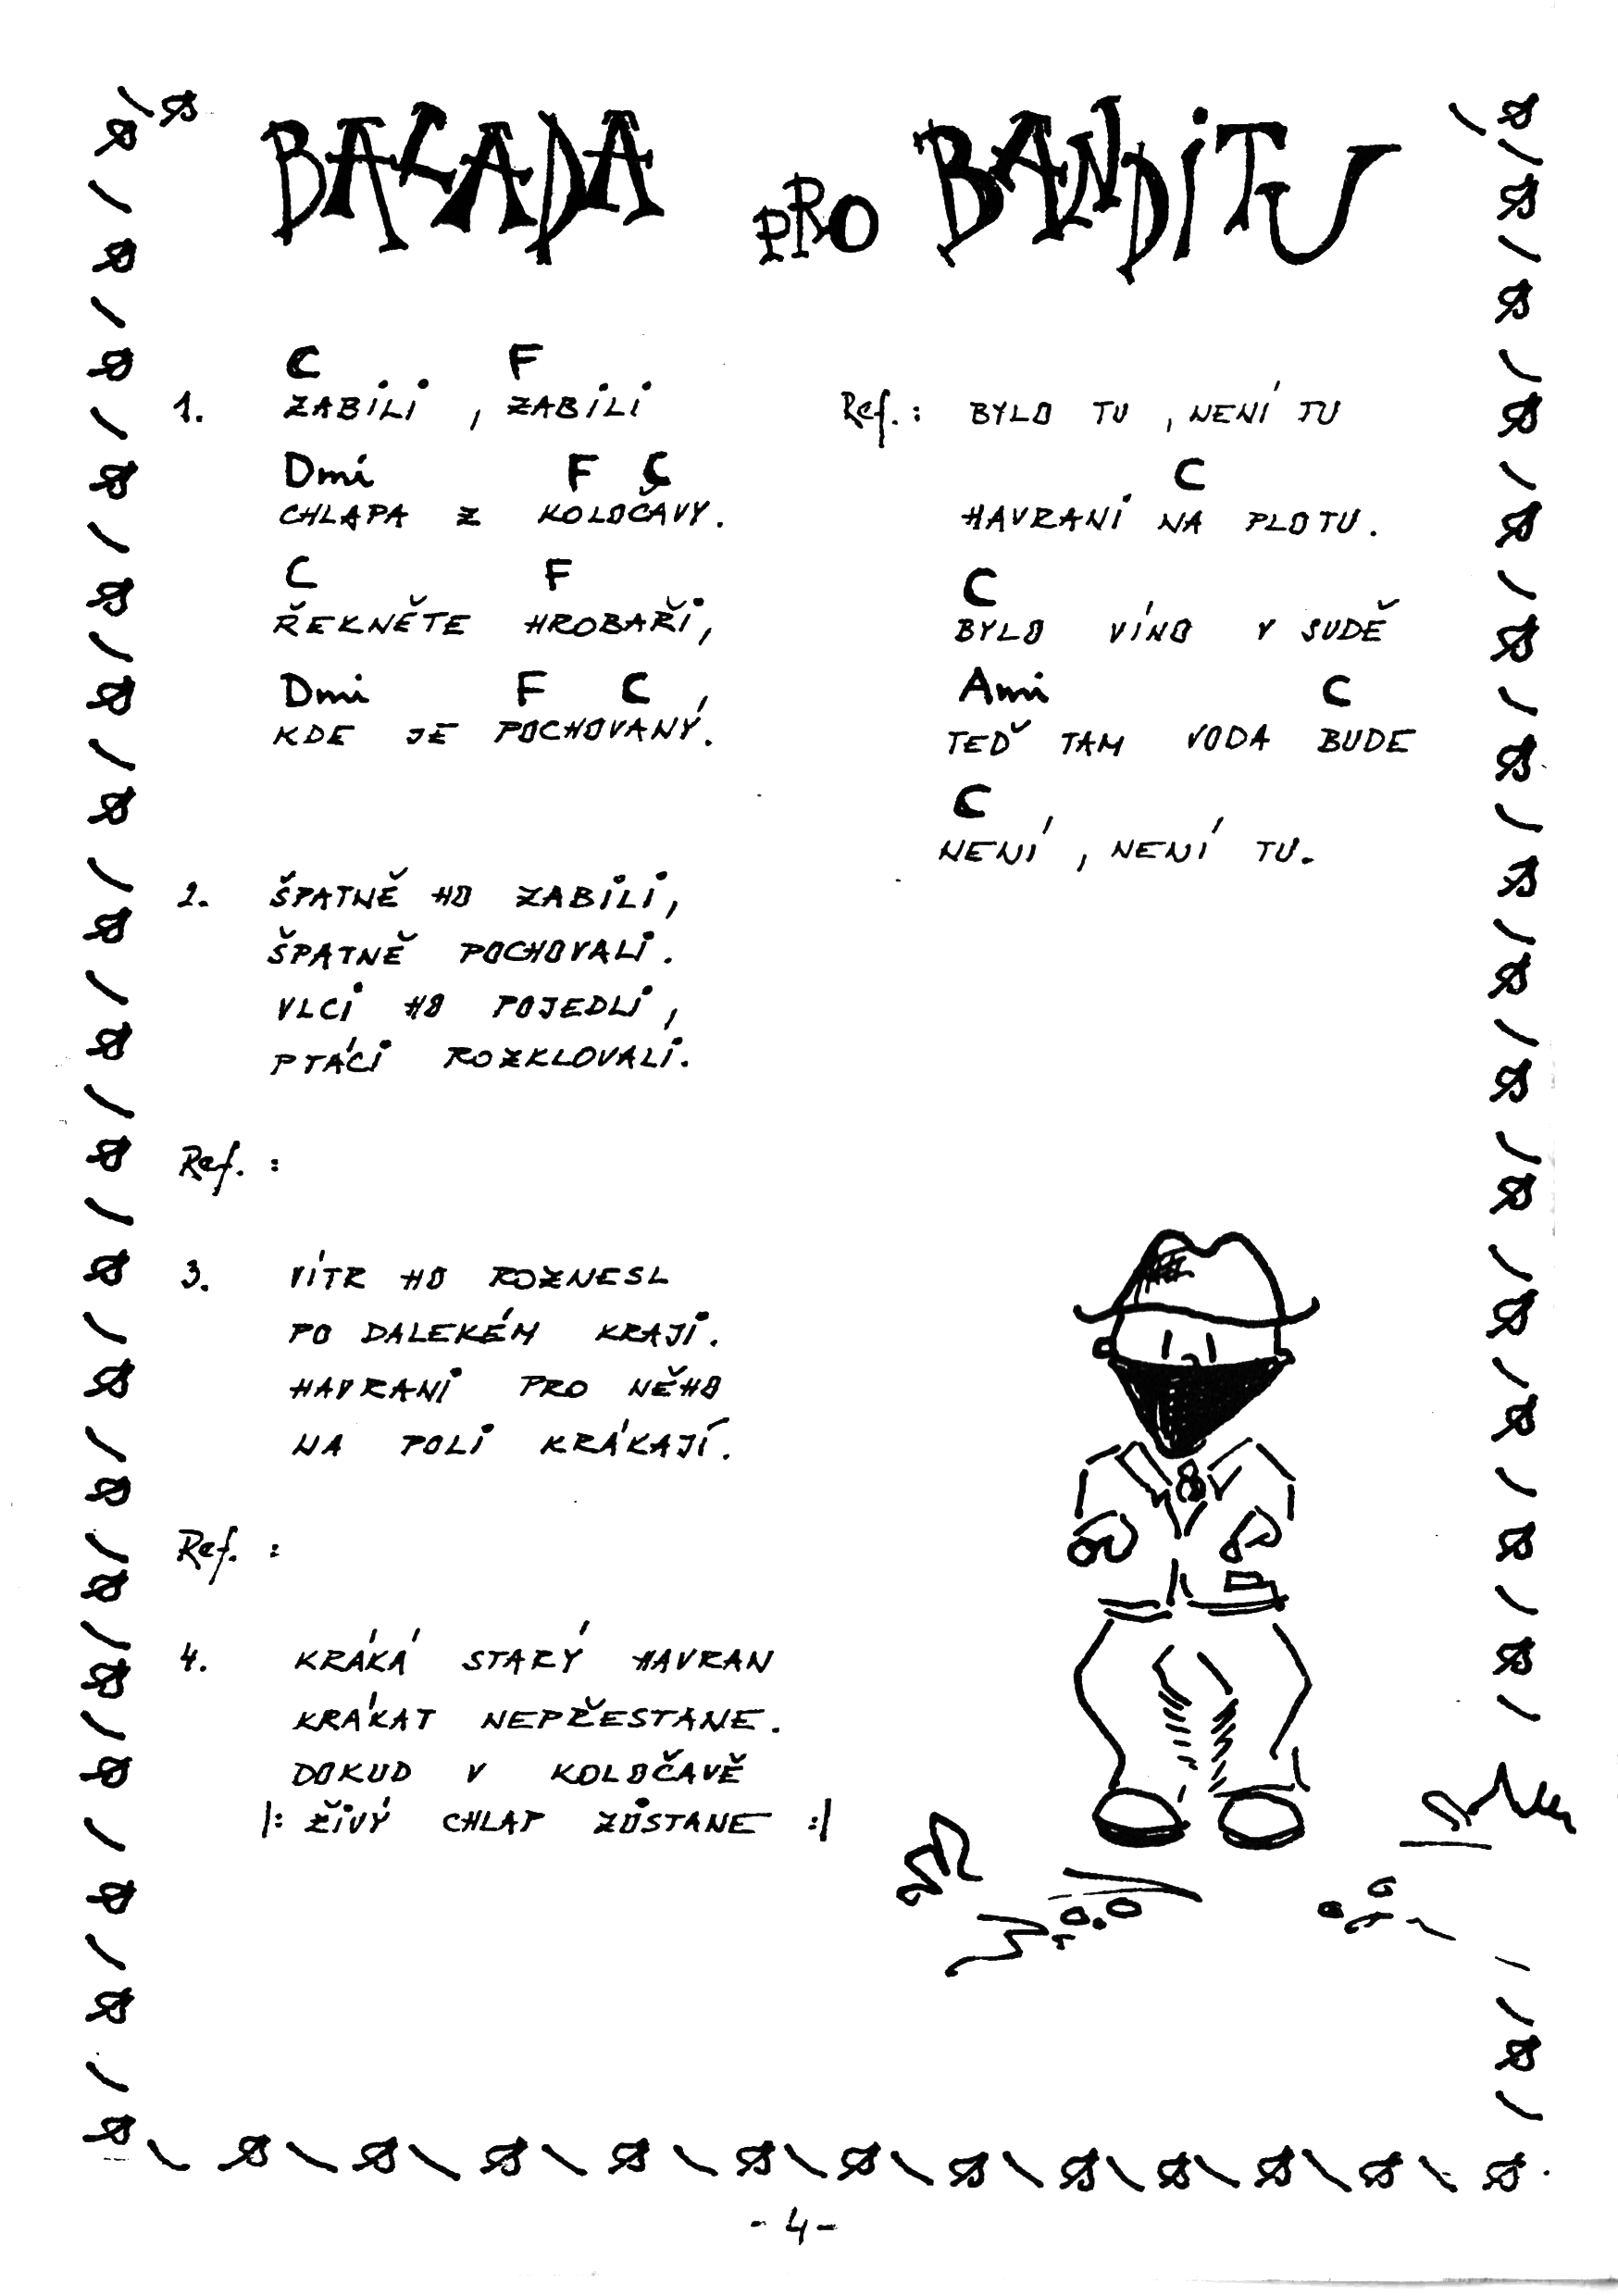 BALADA PRO BANDITU
C F
1. ZABILI , ZABILI
Dmi F C
CHLAPA Z KOLOČAVY.
C F
ŘEKNĚTE HROBAŘI,
Dmi F C
KDE JE POCHOVANÝ.
2. ŠPATNĚ HO ZABILI,
ŠPATNĚ POCHOVALI.
VLCI HO POJEDLI,
PTÁCI ROZKLOVALI.
Ref. :
3. VÍTR HO ROZNESL
PO DALEKÉM KRAJI.
HAVRANI PRO NĚHO
NA POLI KRÁKAJÍ.
Ref. :
4. KRÁKÁ STARÝ HAVRAN
KRÁKAT NEPŘESTANE.
DOKUD V KOLOČAVĚ
|: ŽIVÝ CHLAP ZŮSTANE :|
Ref. : BYLO TU , NENÍ TU
C
HAVRANI NA PLOTU.
C
BYLO VÍNO V SUDĚ
Ami C
TEĎ TAM VODA BUDE
C
NENÍ , NENÍ TU.
- 4 -